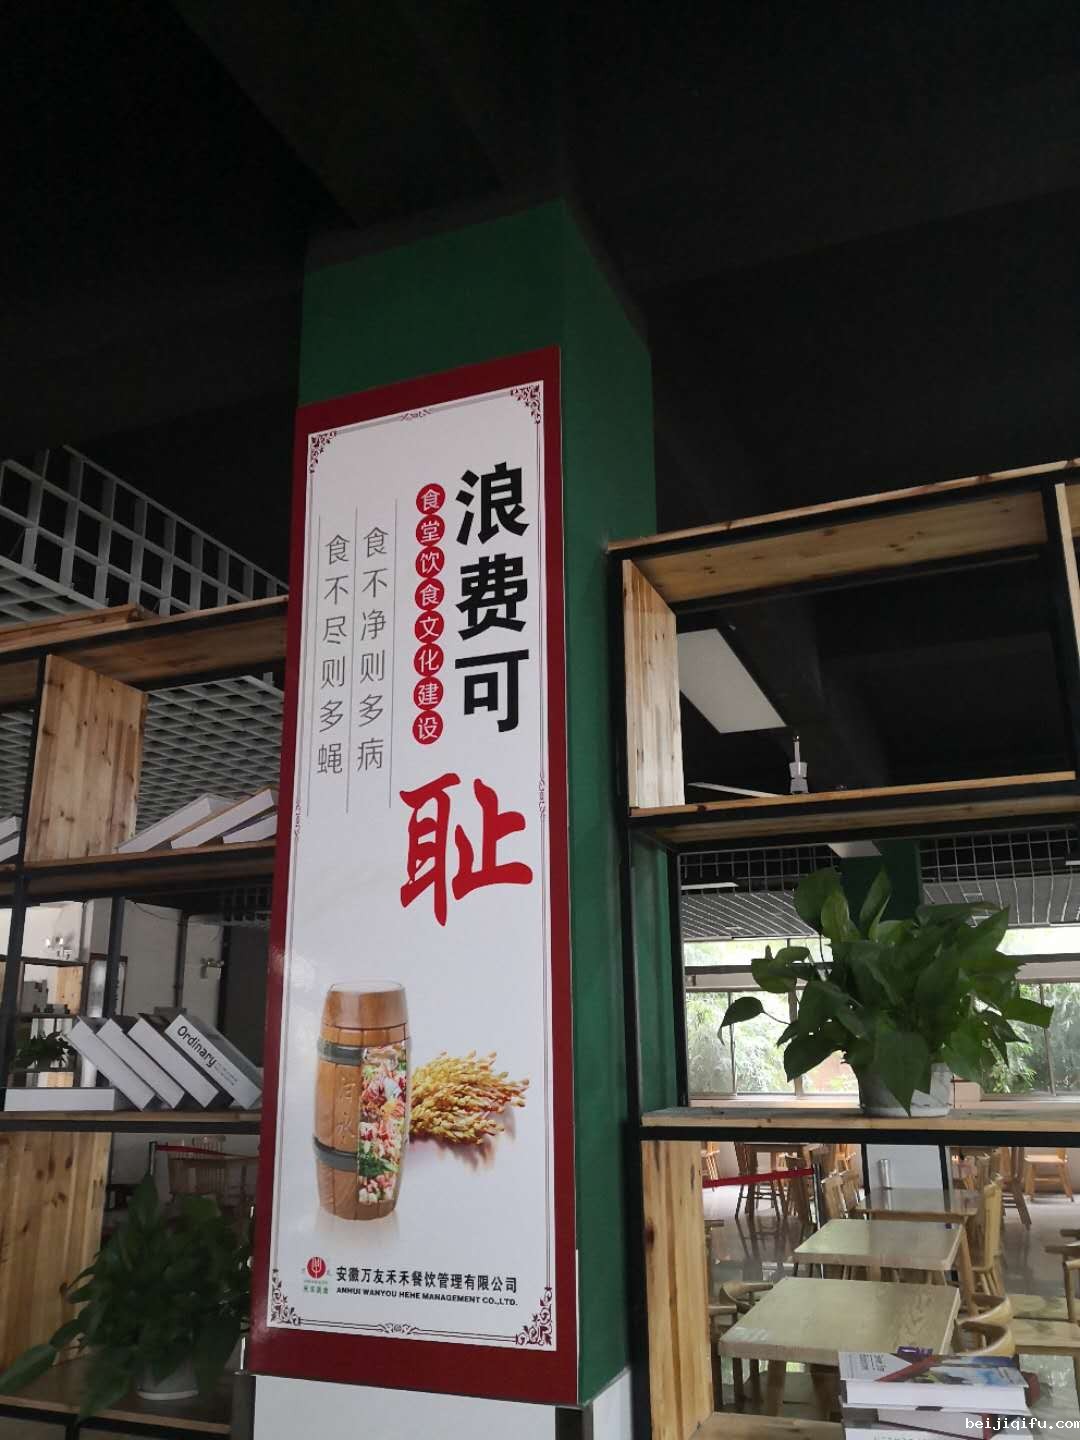 浪费可
耻
食堂饮食文化建设
食不净则多病
食不尽则多蝇
安徽万友禾禾餐饮管理有限公司
ANHUI WANYOU HEHE MANAGEMENT CO.,LTD.
Ordinary
beijiqifu.com